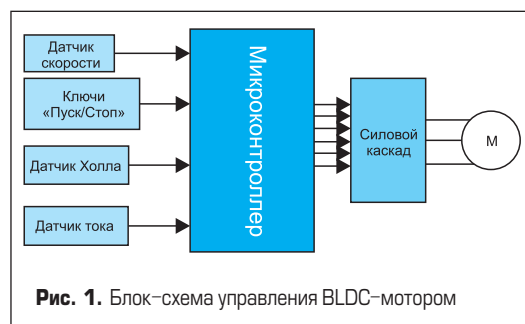 Датчик
скорости
Ключи
«Пуск/Стоп»
Датчик Холла
Датчик тока
Микроконтроллер
Силовой
каскад
М
Рис. 1. Блок-схема управления BLDC-мотором